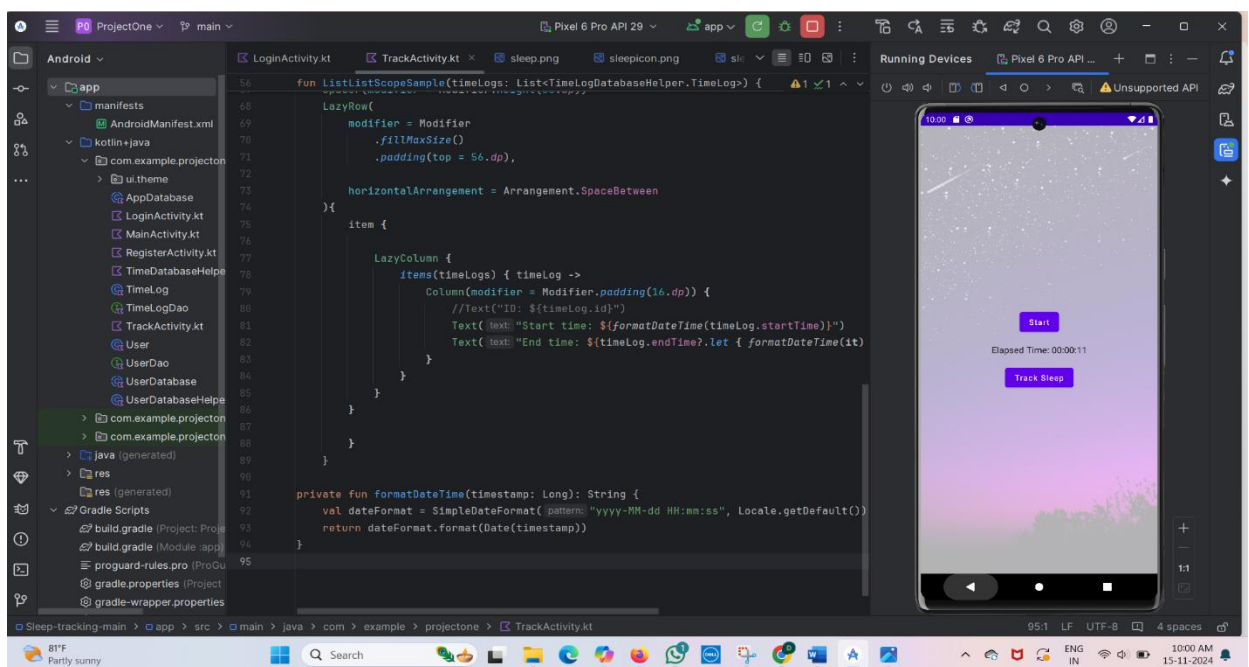 PO ProjectOne main Pixel 6 Pro API 29 app
Android
LoginActivity.kt TrackActivity.kt sleep.png sleepicon.png
Running Devices Pixel 6 Pro API ...
app
manifests
AndroidManifest.xml
kotlin+java
com.example.projecton
ui.theme
AppDatabase
LoginActivity.kt
MainActivity.kt
RegisterActivity.kt
TimeDatabaseHelpe
TimeLog
TimeLogDao
TrackActivity.kt
User
UserDao
UserDatabase
UserDatabaseHelpe
com.example.projecton
com.example.projecton
java (generated)
res
res (generated)
Gradle Scripts
build.gradle (Project: Proje
build.gradle (Module :app)
proguard-rules.pro (ProGu
gradle.properties (Project
gradle-wrapper.properties
56 fun ListListScopeSample(timeLogs: List<TimeLogDatabaseHelper.TimeLog>) { 1 1
68 LazyRow(
69 modifier = Modifier
70 .fillMaxSize()
71 .padding(top = 56.dp),
72
73 horizontalArrangement = Arrangement.SpaceBetween
74 ){
75 item {
76
77 LazyColumn {
78 items(timeLogs) { timeLog ->
79 Column(modifier = Modifier.padding(16.dp)) {
80 //Text("ID: ${timeLog.id}")
81 Text( text: "Start time: ${formatDateTime(timeLog.startTime)}")
82 Text( text: "End time: ${timeLog.endTime?.let { formatDateTime(it)
83 }
84 }
85 }
86 }
87
88 }
89 }
90
91 private fun formatDateTime(timestamp: Long): String {
92 val dateFormat = SimpleDateFormat( pattern: "yyyy-MM-dd HH:mm:ss", Locale.getDefault())
93 return dateFormat.format(Date(timestamp))
94 }
95
Unsupported API
10:00
Start
Elapsed Time: 00:00:11
Track Sleep
1:1
Sleep-tracking-main > app > src > main > java > com > example > projectone > TrackActivity.kt
95:1 LF UTF-8 4 spaces
81°F
Partly sunny
Search
ENG
IN
10:00 AM
15-11-2024